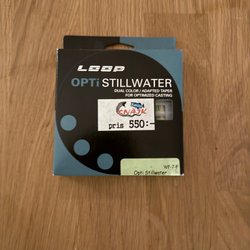 LOOP
OPTi STILLWATER
DUAL COLOR/ADAPTED TAPER
FOR OPTIMIZED CASTING
pris 550:-
WF-7-F
Opti Stillwater